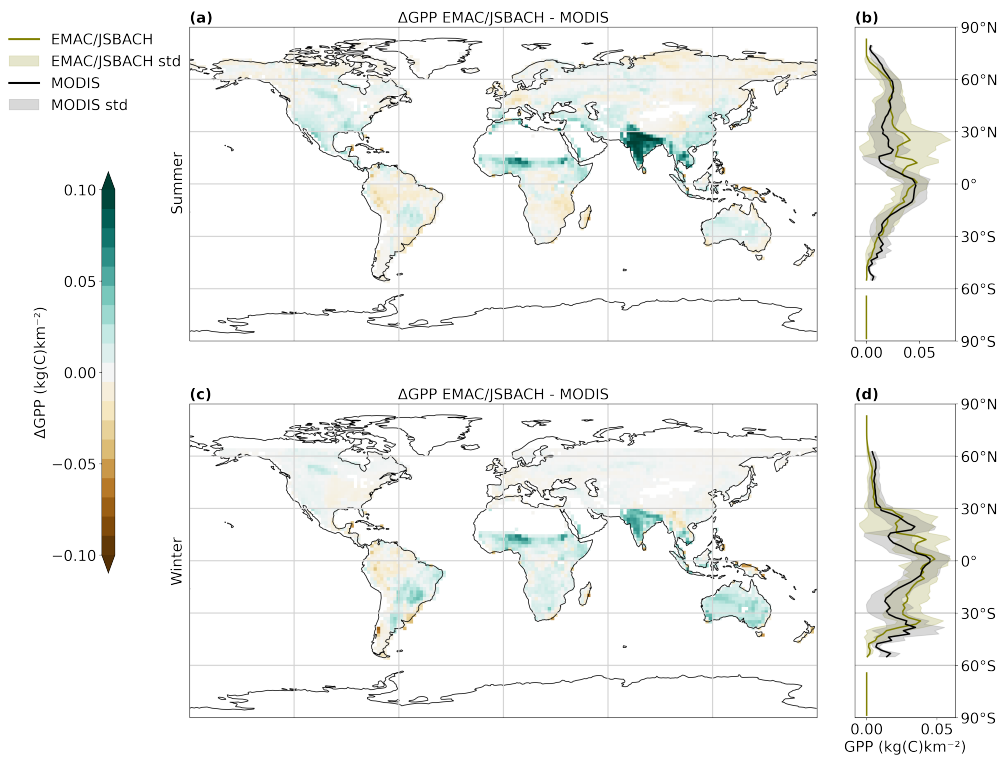 (a)
ΔGPP EMAC/JSBACH - MODIS
(b)
90°N
60°N
30°N
0°
30°S
60°S
90°S
0.00
0.05
EMAC/JSBACH
EMAC/JSBACH std
MODIS
MODIS std
Summer
0.10
0.05
0.00
−0.05
−0.10
ΔGPP (kg(C)km⁻²)
(c)
ΔGPP EMAC/JSBACH - MODIS
(d)
90°N
60°N
30°N
0°
30°S
60°S
90°S
Winter
0.00
0.05
GPP (kg(C)km⁻²)